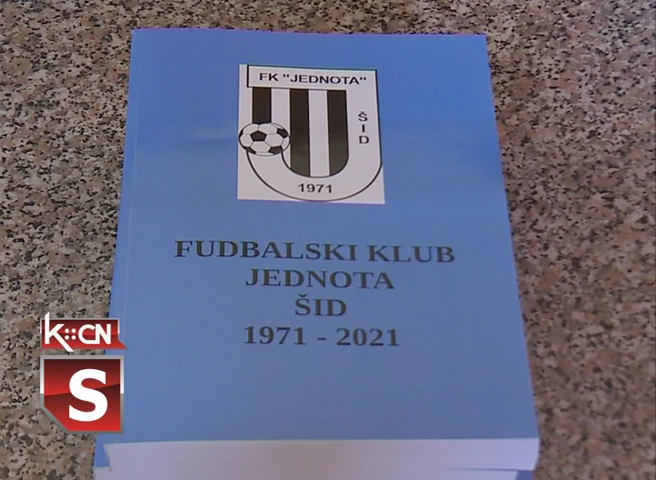 FK "JEDNOTA"
ŠID
1971
FUDBALSKI KLUB
JEDNOTA
ŠID
1971 - 2021
K::CN
S